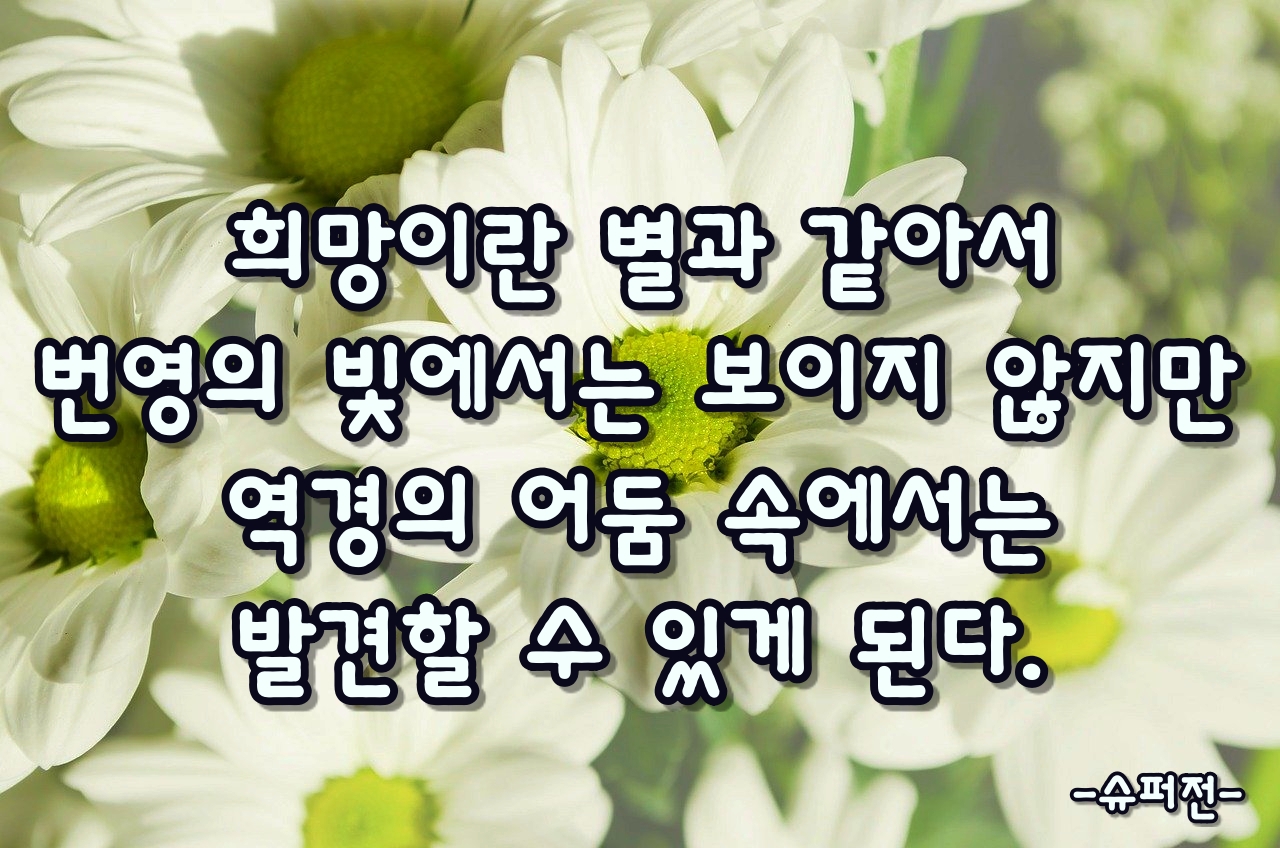 희망이란 별과 같아서
번영의 빛에서는 보이지 않지만
역경의 어둠 속에서는
발견할 수 있게 된다.
-슈퍼전-